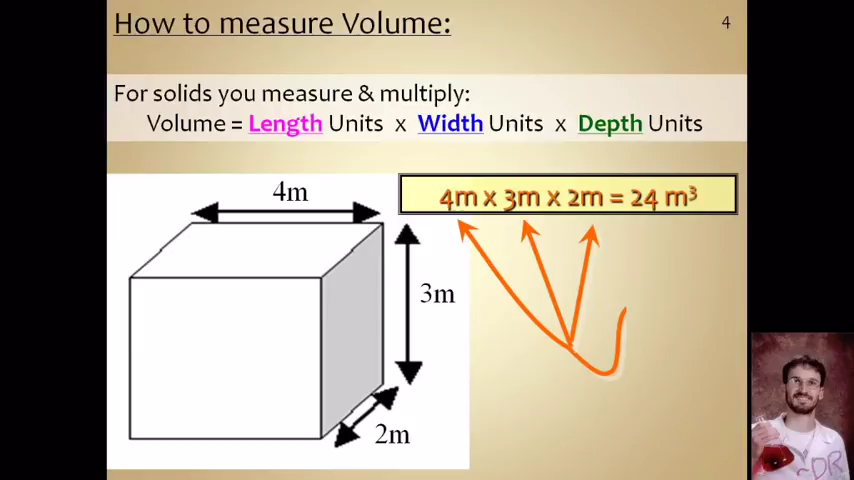 How to measure Volume:
4
For solids you measure & multiply:
Volume = Length Units x Width Units x Depth Units
4m
4m x 3m x 2m = 24 m³
3m
2m
DR